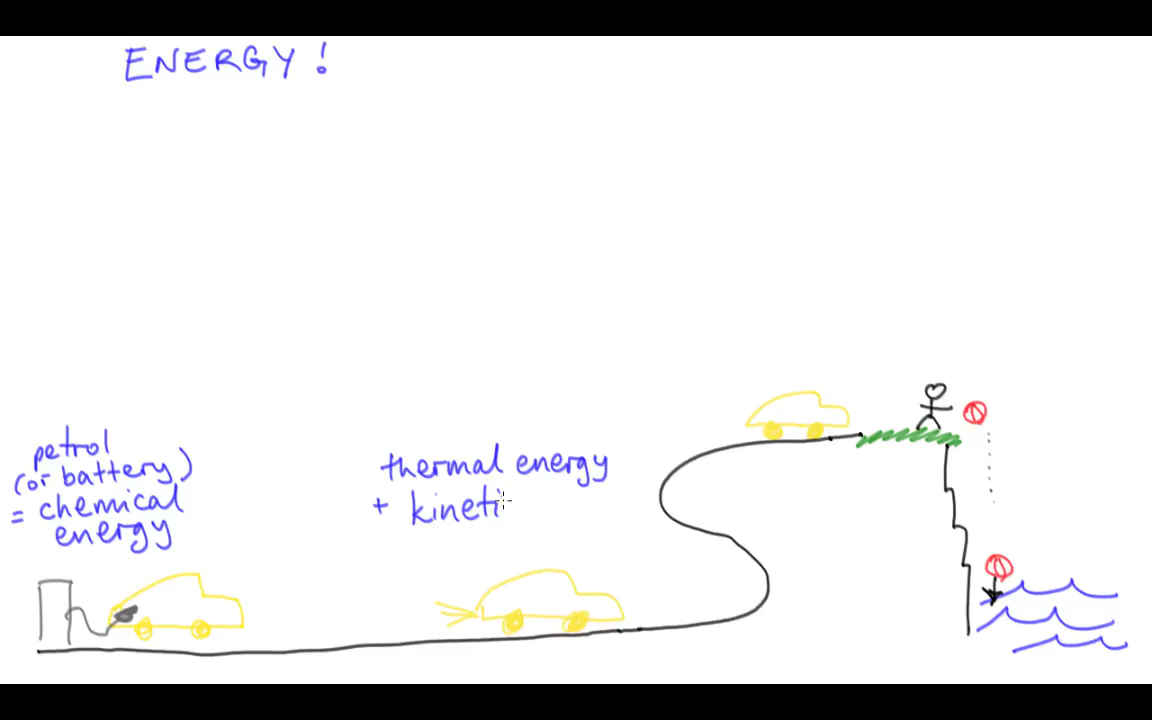 ENERGY!
petrol
(or battery)
= chemical
energy
thermal energy
+ kineti